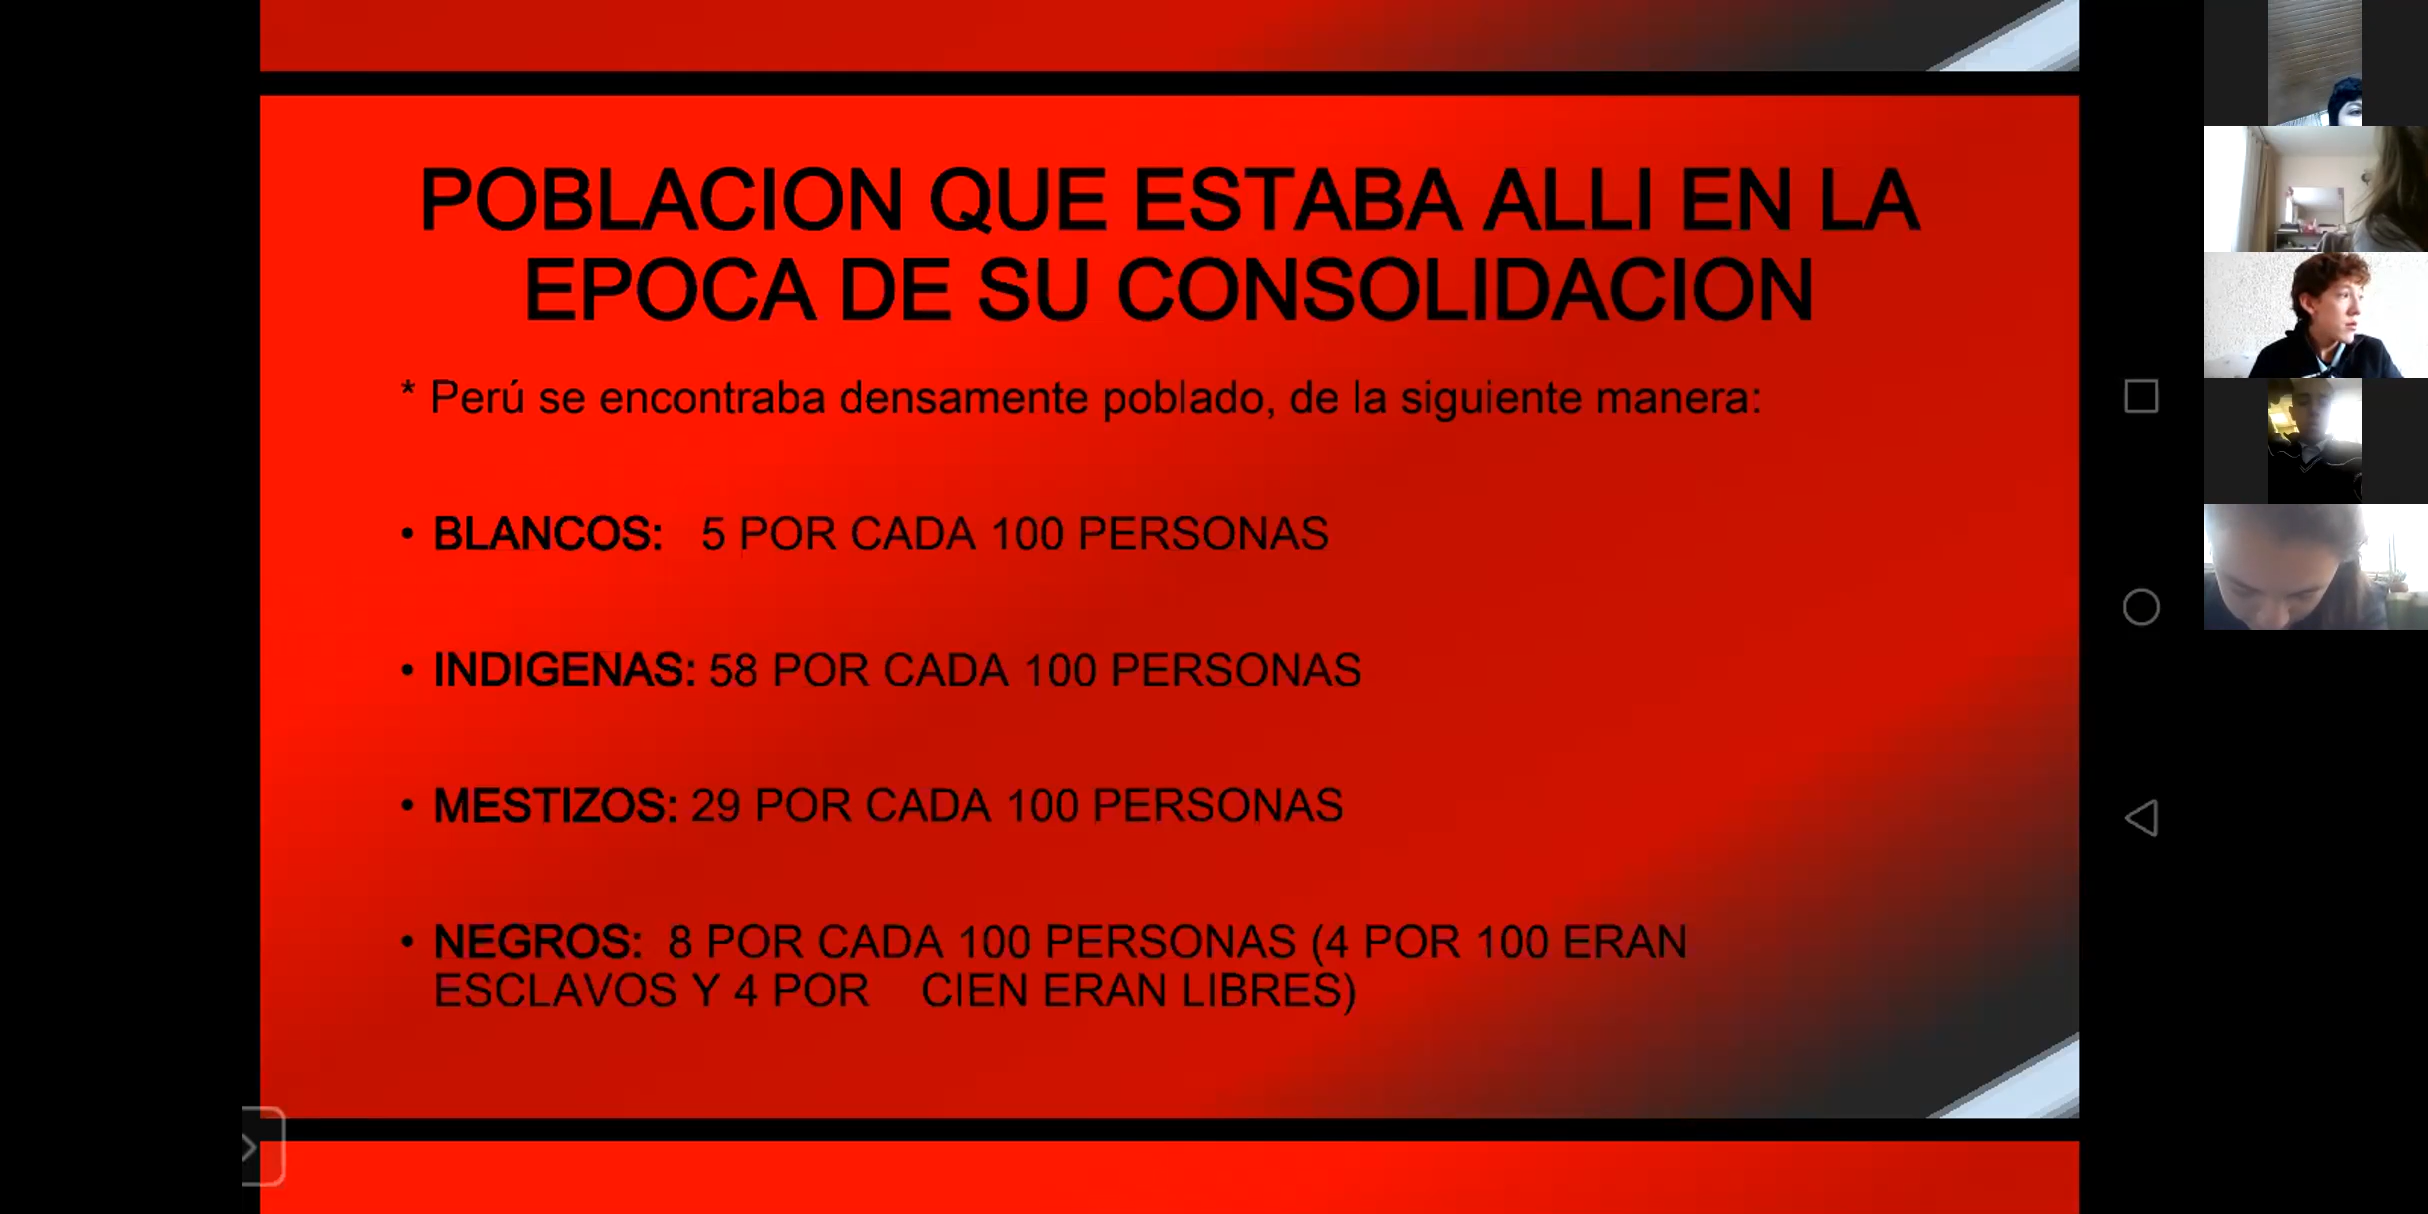 POBLACION QUE ESTABA ALLI EN LA
EPOCA DE SU CONSOLIDACION
* Perú se encontraba densamente poblado, de la siguiente manera:
• BLANCOS: 5 POR CADA 100 PERSONAS
• INDIGENAS: 58 POR CADA 100 PERSONAS
• MESTIZOS: 29 POR CADA 100 PERSONAS
• NEGROS: 8 POR CADA 100 PERSONAS (4 POR 100 ERAN
ESCLAVOS Y 4 POR CIEN ERAN LIBRES)